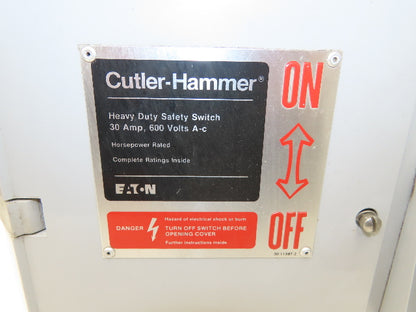 Cutler-Hammer®
Heavy Duty Safety Switch
30 Amp, 600 Volts A-c
Horsepower Rated
Complete Ratings Inside
EATON
ON
OFF
DANGER
Hazard of electrical shock or burn
TURN OFF SWITCH BEFORE
OPENING COVER
Further instructions inside